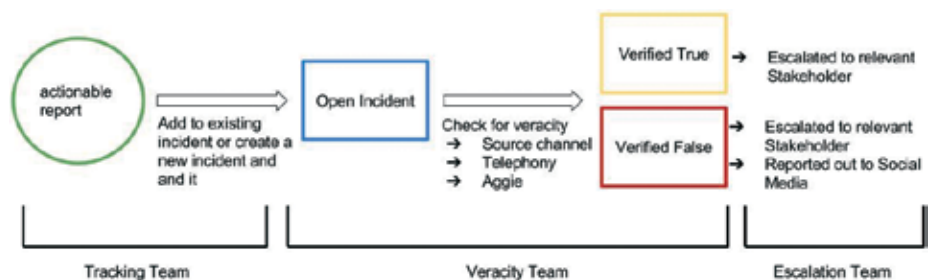 actionable
report
Add to existing
incident or create a
new incident and
and it
Open Incident
Check for veracity
→ Source channel
→ Telephony
→ Aggie
Verified True
→ Escalated to relevant
Stakeholder
Verified False
→ Escalated to relevant
Stakeholder
→ Reported out to Social
Media
Tracking Team
Veracity Team
Escalation Team